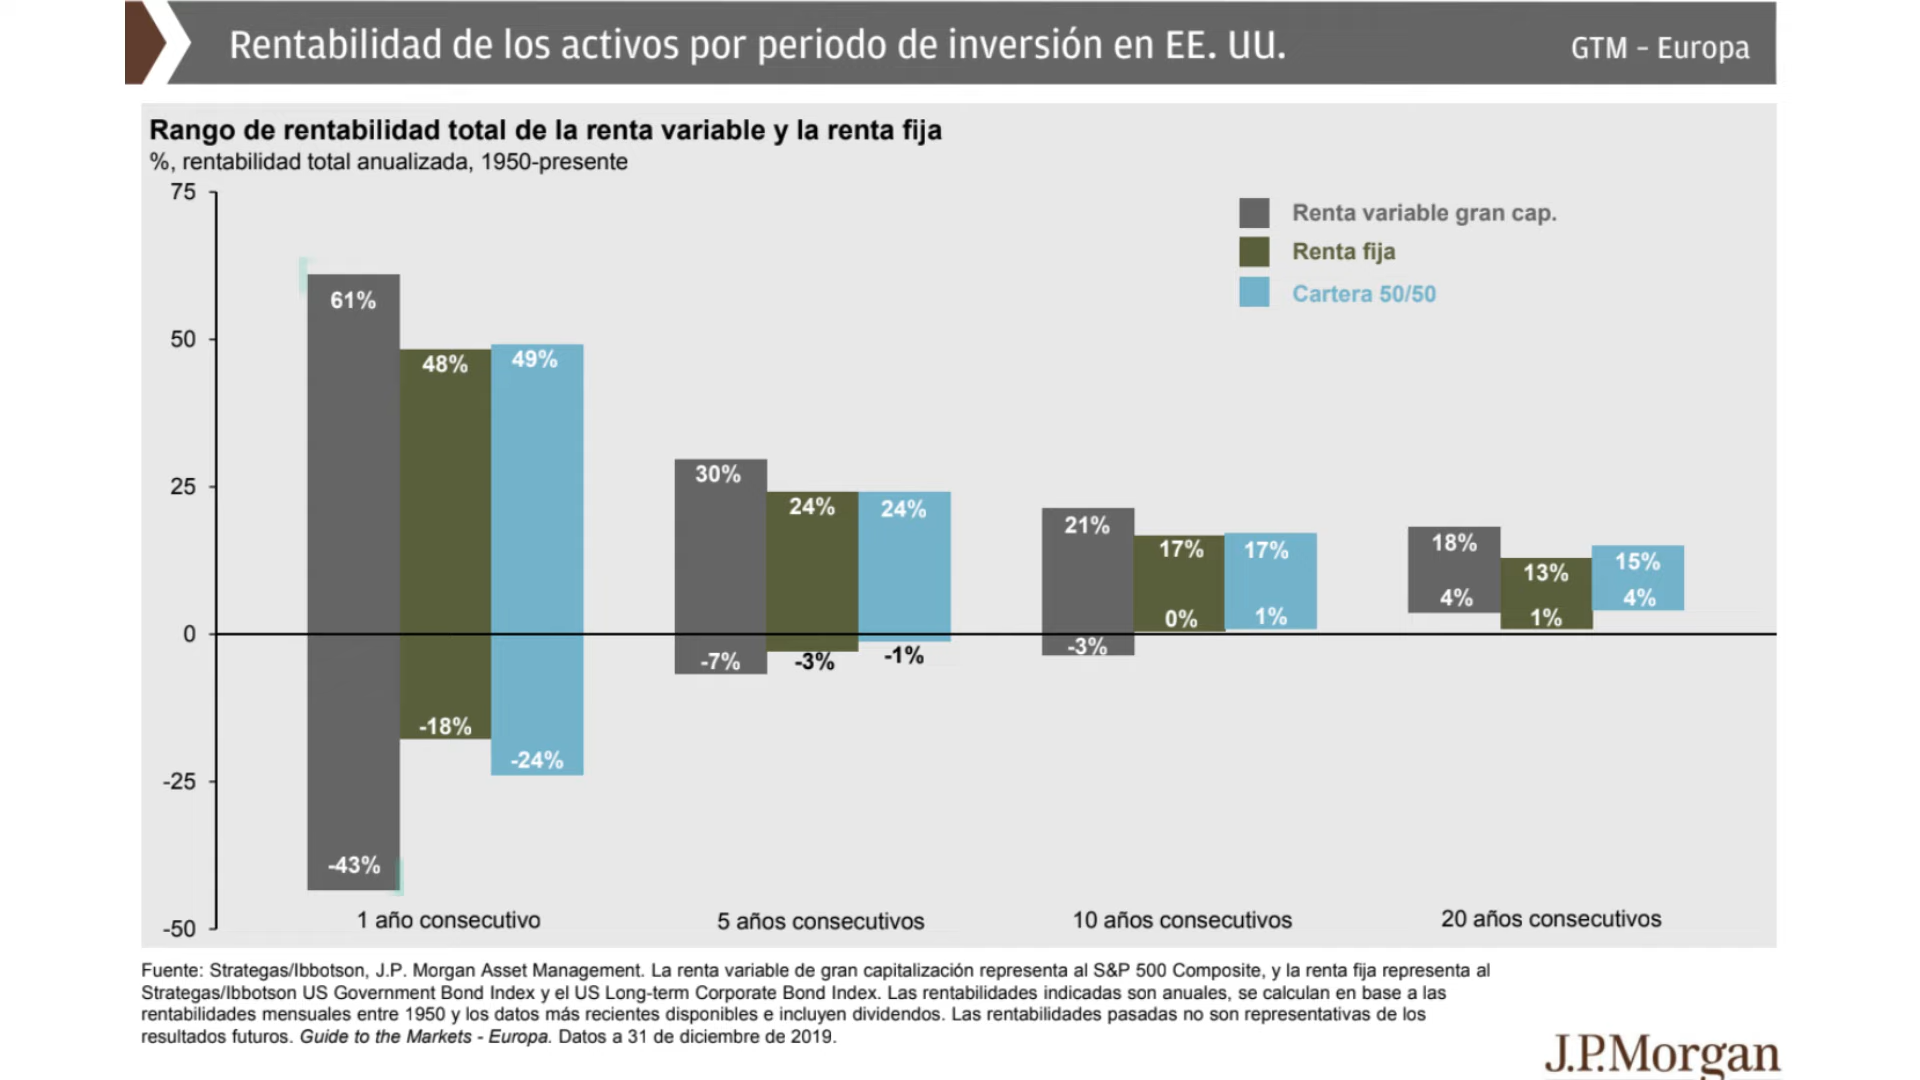 Rentabilidad de los activos por periodo de inversión en EE. UU.
GTM – Europa
Rango de rentabilidad total de la renta variable y la renta fija
%, rentabilidad total anualizada, 1950-presente
75
50
25
0
-25
-50
Renta variable gran cap.
Renta fija
Cartera 50/50
61%
48%
49%
-18%
-24%
-43%
30%
24%
24%
-7%
-3%
-1%
21%
17%
17%
0%
1%
-3%
18%
13%
15%
4%
1%
4%
1 año consecutivo
5 años consecutivos
10 años consecutivos
20 años consecutivos
Fuente: Strategas/Ibbotson, J.P. Morgan Asset Management. La renta variable de gran capitalización representa al S&P 500 Composite, y la renta fija representa al
Strategas/Ibbotson US Government Bond Index y el US Long-term Corporate Bond Index. Las rentabilidades indicadas son anuales, se calculan en base a las
rentabilidades mensuales entre 1950 y los datos más recientes disponibles e incluyen dividendos. Las rentabilidades pasadas no son representativas de los
resultados futuros. Guide to the Markets - Europa. Datos a 31 de diciembre de 2019.
J.P.Morgan